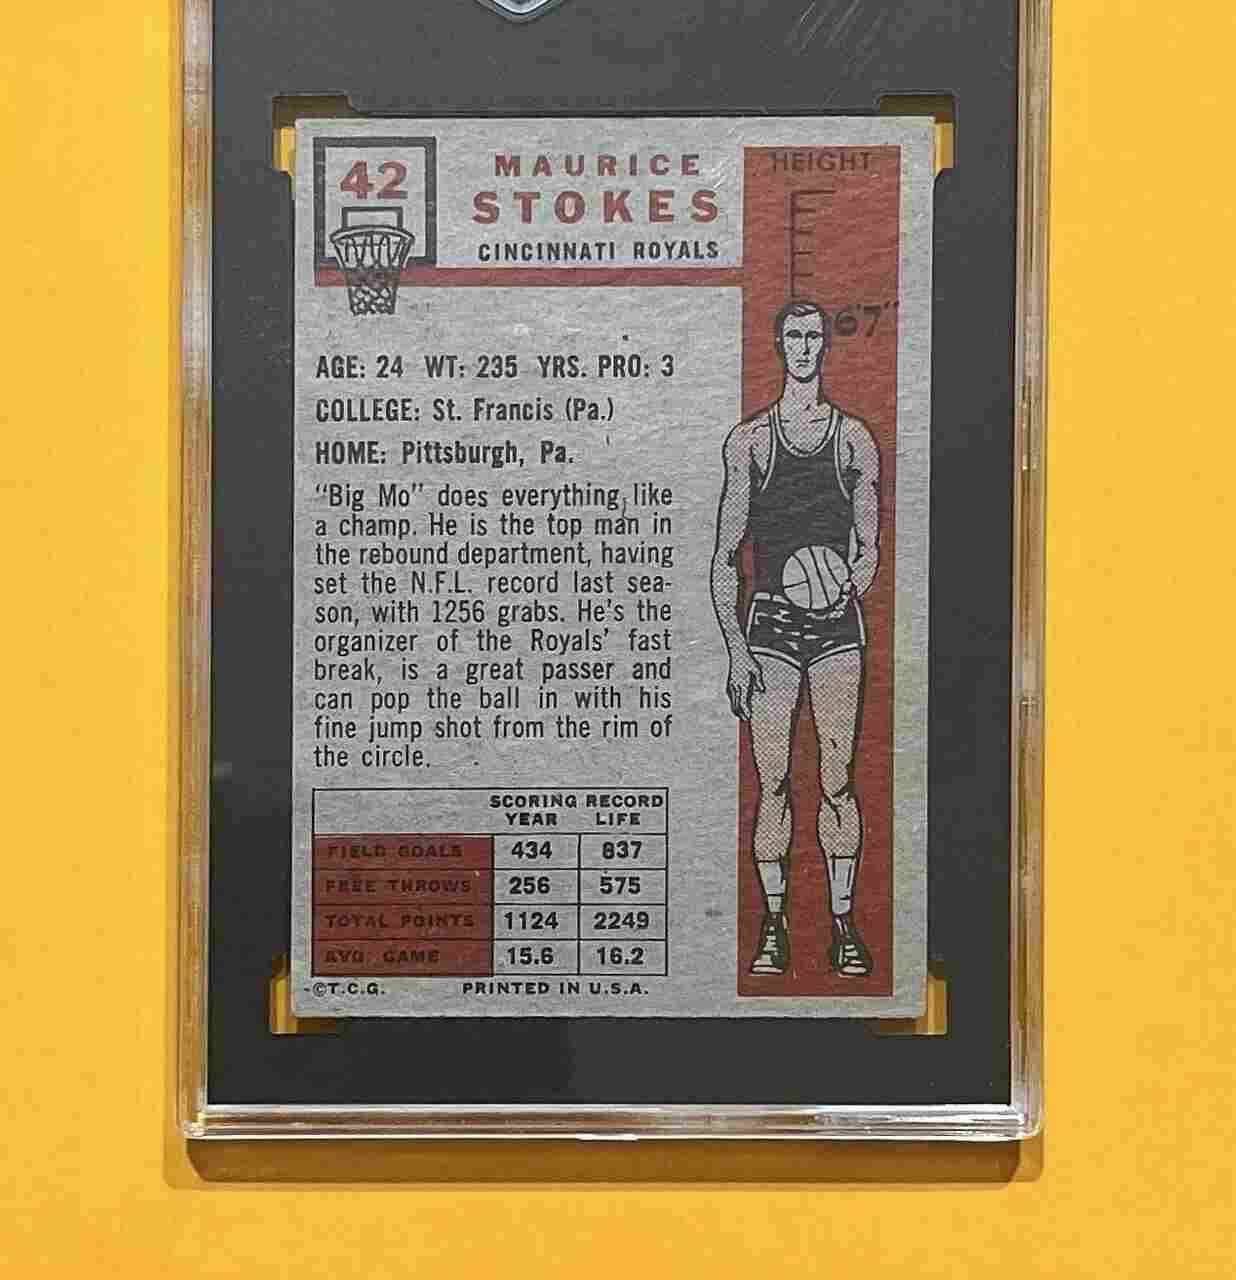 42
MAURICE
STOKES
CINCINNATI ROYALS
HEIGHT
6'7"
AGE: 24 WT: 235 YRS. PRO: 3
COLLEGE: St. Francis (Pa.)
HOME: Pittsburgh, Pa.
"Big Mo" does everything like
a champ. He is the top man in
the rebound department, having
set the N.F.L. record last sea-
son, with 1256 grabs. He's the
organizer of the Royals' fast
break, is a great passer and
can pop the ball in with his
fine jump shot from the rim of
the circle.
SCORING RECORD
YEAR LIFE
FIELD GOALS 434 837
FREE THROWS 256 575
TOTAL POINTS 1124 2249
AVG. GAME 15.6 16.2
©T.C.G. PRINTED IN U.S.A.